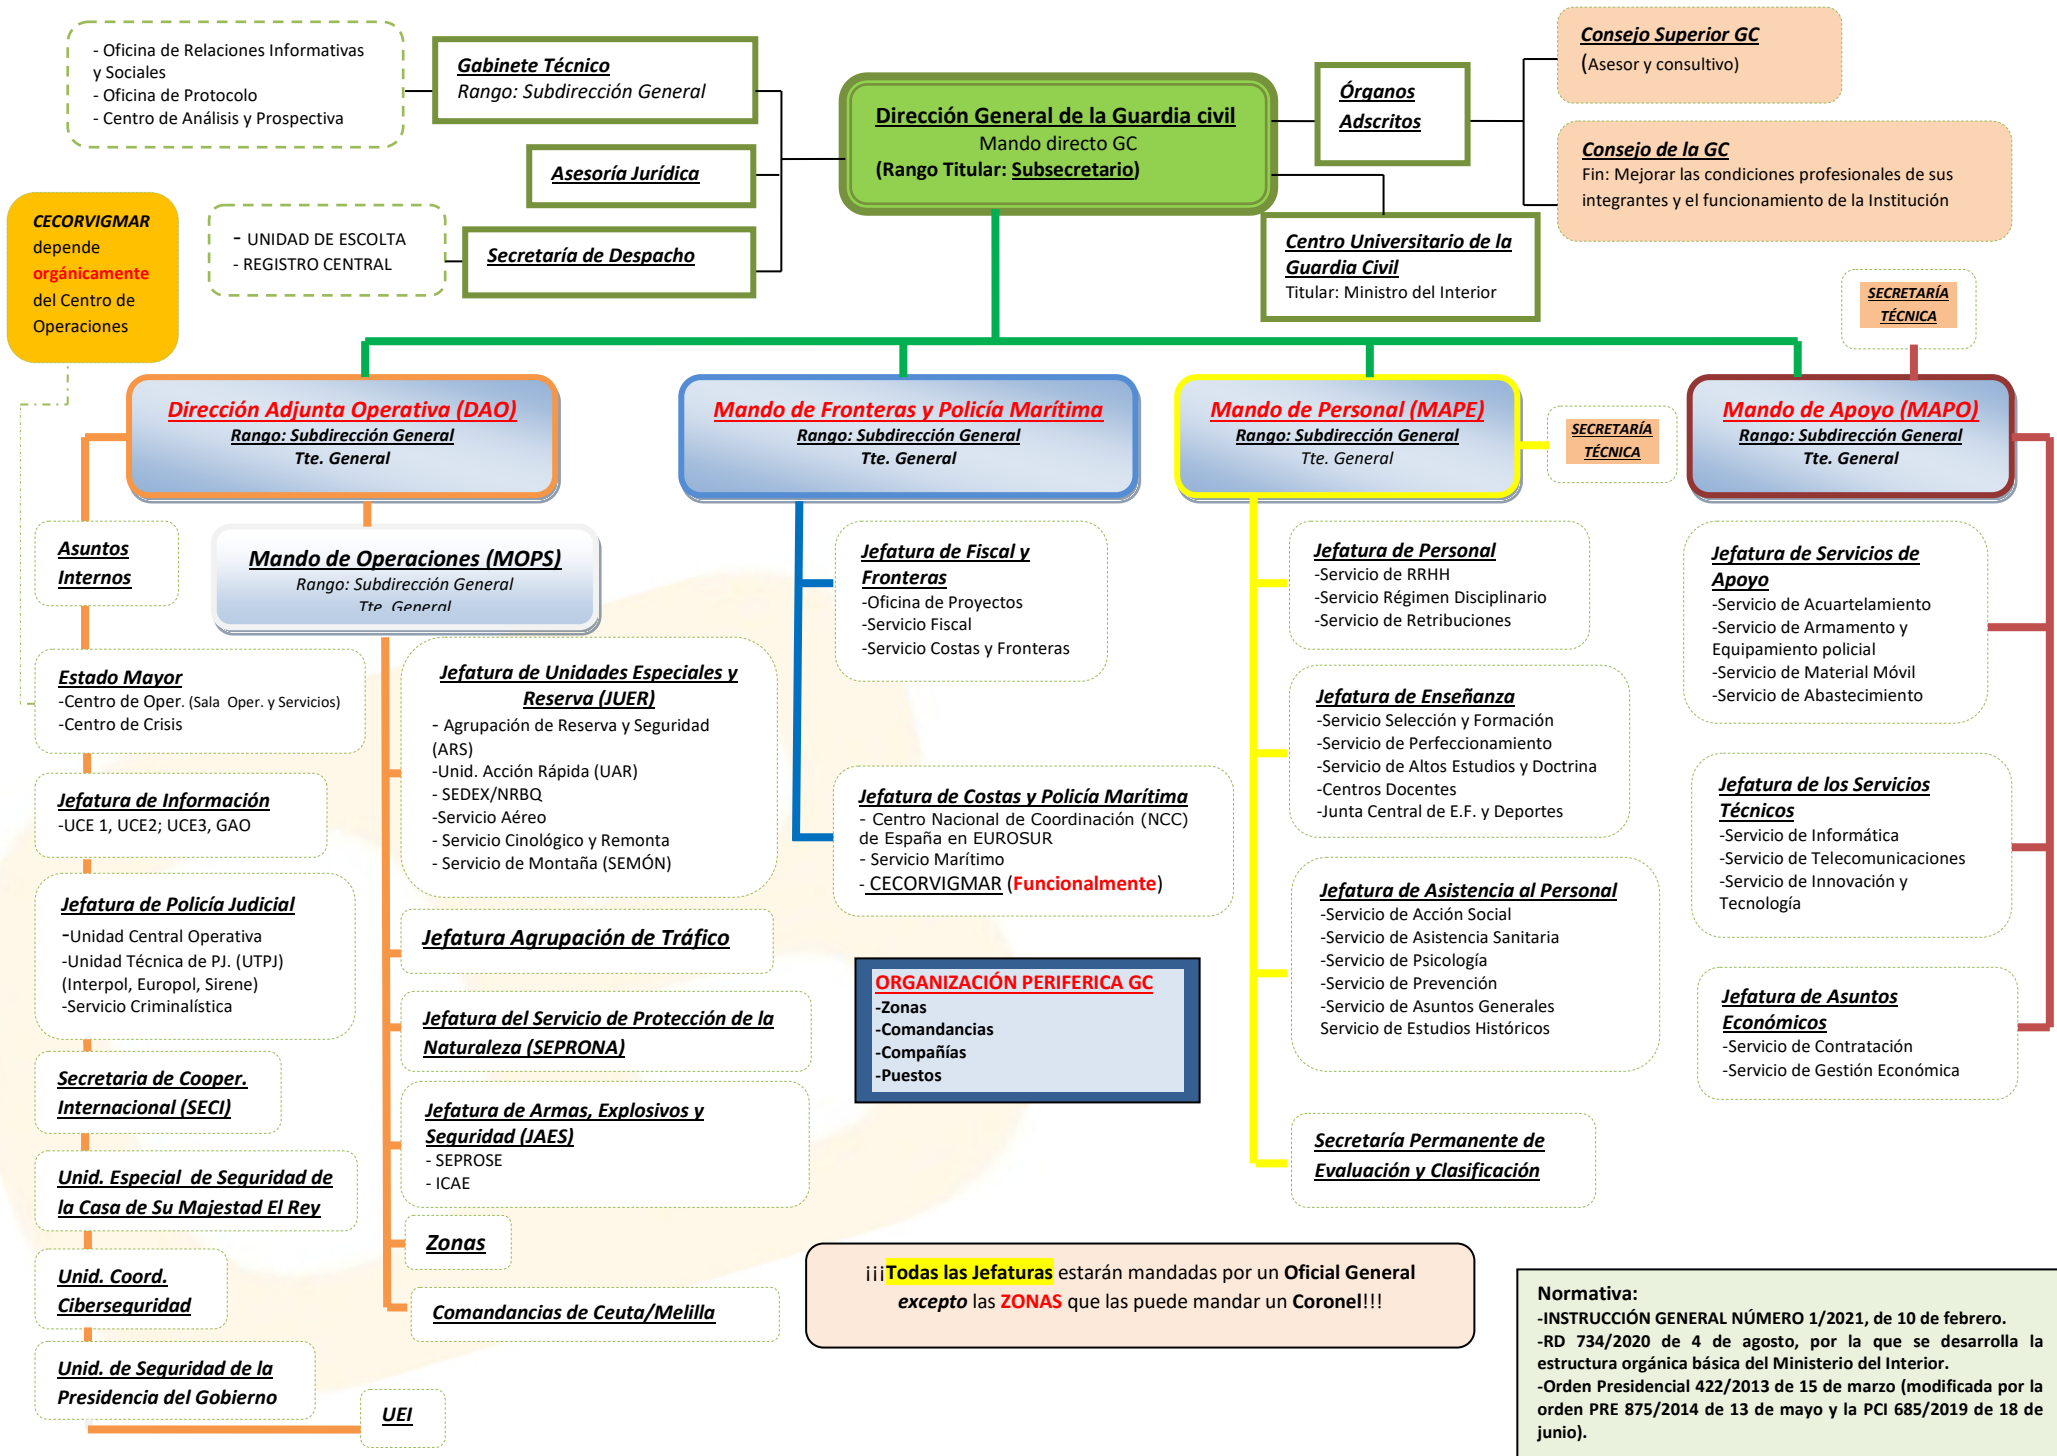 - Oficina de Relaciones Informativas
y Sociales
- Oficina de Protocolo
- Centro de Análisis y Prospectiva
Gabinete Técnico
Rango: Subdirección General
Asesoría Jurídica
- UNIDAD DE ESCOLTA
- REGISTRO CENTRAL
Secretaría de Despacho
Dirección General de la Guardia civil
Mando directo GC
(Rango Titular: Subsecretario)
Órganos
Adscritos
Consejo Superior GC
(Asesor y consultivo)
Consejo de la GC
Fin: Mejorar las condiciones profesionales de sus
integrantes y el funcionamiento de la Institución
Centro Universitario de la
Guardia Civil
Titular: Ministro del Interior
CECORVIGMAR
depende
orgánicamente
del Centro de
Operaciones
SECRETARÍA
TÉCNICA
Dirección Adjunta Operativa (DAO)
Rango: Subdirección General
Tte. General
Mando de Fronteras y Policía Marítima
Rango: Subdirección General
Tte. General
Mando de Personal (MAPE)
Rango: Subdirección General
Tte. General
SECRETARÍA
TÉCNICA
Mando de Apoyo (MAPO)
Rango: Subdirección General
Tte. General
Asuntos
Internos
Mando de Operaciones (MOPS)
Rango: Subdirección General
Tte. General
Estado Mayor
-Centro de Oper. (Sala Oper. y Servicios)
-Centro de Crisis
Jefatura de Información
-UCE 1, UCE2; UCE3, GAO
Jefatura de Policía Judicial
-Unidad Central Operativa
-Unidad Técnica de PJ. (UTPJ)
(Interpol, Europol, Sirene)
-Servicio Criminalística
Secretaria de Cooper.
Internacional (SECI)
Unid. Especial de Seguridad de
la Casa de Su Majestad El Rey
Unid. Coord.
Ciberseguridad
Unid. de Seguridad de la
Presidencia del Gobierno
UEI
Jefatura de Unidades Especiales y
Reserva (JUER)
- Agrupación de Reserva y Seguridad
(ARS)
-Unid. Acción Rápida (UAR)
- SEDEX/NRBQ
-Servicio Aéreo
- Servicio Cinológico y Remonta
- Servicio de Montaña (SEMÓN)
Jefatura Agrupación de Tráfico
Jefatura del Servicio de Protección de la
Naturaleza (SEPRONA)
Jefatura de Armas, Explosivos y
Seguridad (JAES)
- SEPROSE
- ICAE
Zonas
Comandancias de Ceuta/Melilla
Jefatura de Fiscal y
Fronteras
-Oficina de Proyectos
-Servicio Fiscal
-Servicio Costas y Fronteras
Jefatura de Costas y Policía Marítima
- Centro Nacional de Coordinación (NCC)
de España en EUROSUR
- Servicio Marítimo
- CECORVIGMAR (Funcionalmente)
ORGANIZACIÓN PERIFERICA GC
-Zonas
-Comandancias
-Compañías
-Puestos
Jefatura de Personal
-Servicio de RRHH
-Servicio Régimen Disciplinario
-Servicio de Retribuciones
Jefatura de Enseñanza
-Servicio Selección y Formación
-Servicio de Perfeccionamiento
-Servicio de Altos Estudios y Doctrina
-Centros Docentes
-Junta Central de E.F. y Deportes
Jefatura de Asistencia al Personal
-Servicio de Acción Social
-Servicio de Asistencia Sanitaria
-Servicio de Psicología
-Servicio de Prevención
-Servicio de Asuntos Generales
Servicio de Estudios Históricos
Secretaría Permanente de
Evaluación y Clasificación
Jefatura de Servicios de
Apoyo
-Servicio de Acuartelamiento
-Servicio de Armamento y
Equipamiento policial
-Servicio de Material Móvil
-Servicio de Abastecimiento
Jefatura de los Servicios
Técnicos
-Servicio de Informática
-Servicio de Telecomunicaciones
-Servicio de Innovación y
Tecnología
Jefatura de Asuntos
Económicos
-Servicio de Contratación
-Servicio de Gestión Económica
¡¡¡Todas las Jefaturas estarán mandadas por un Oficial General
excepto las ZONAS que las puede mandar un Coronel!!!
Normativa:
-INSTRUCCIÓN GENERAL NÚMERO 1/2021, de 10 de febrero.
-RD 734/2020 de 4 de agosto, por la que se desarrolla la
estructura orgánica básica del Ministerio del Interior.
-Orden Presidencial 422/2013 de 15 de marzo (modificada por la
orden PRE 875/2014 de 13 de mayo y la PCI 685/2019 de 18 de
junio).